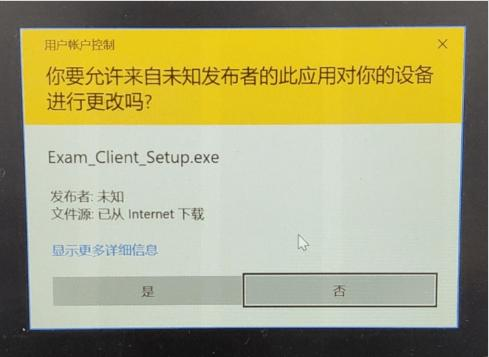 用户帐户控制
你要允许来自未知发布者的此应用对你的设备
进行更改吗?
Exam_Client_Setup.exe
发布者: 未知
文件源: 已从 Internet 下载
显示更多详细信息
是
否